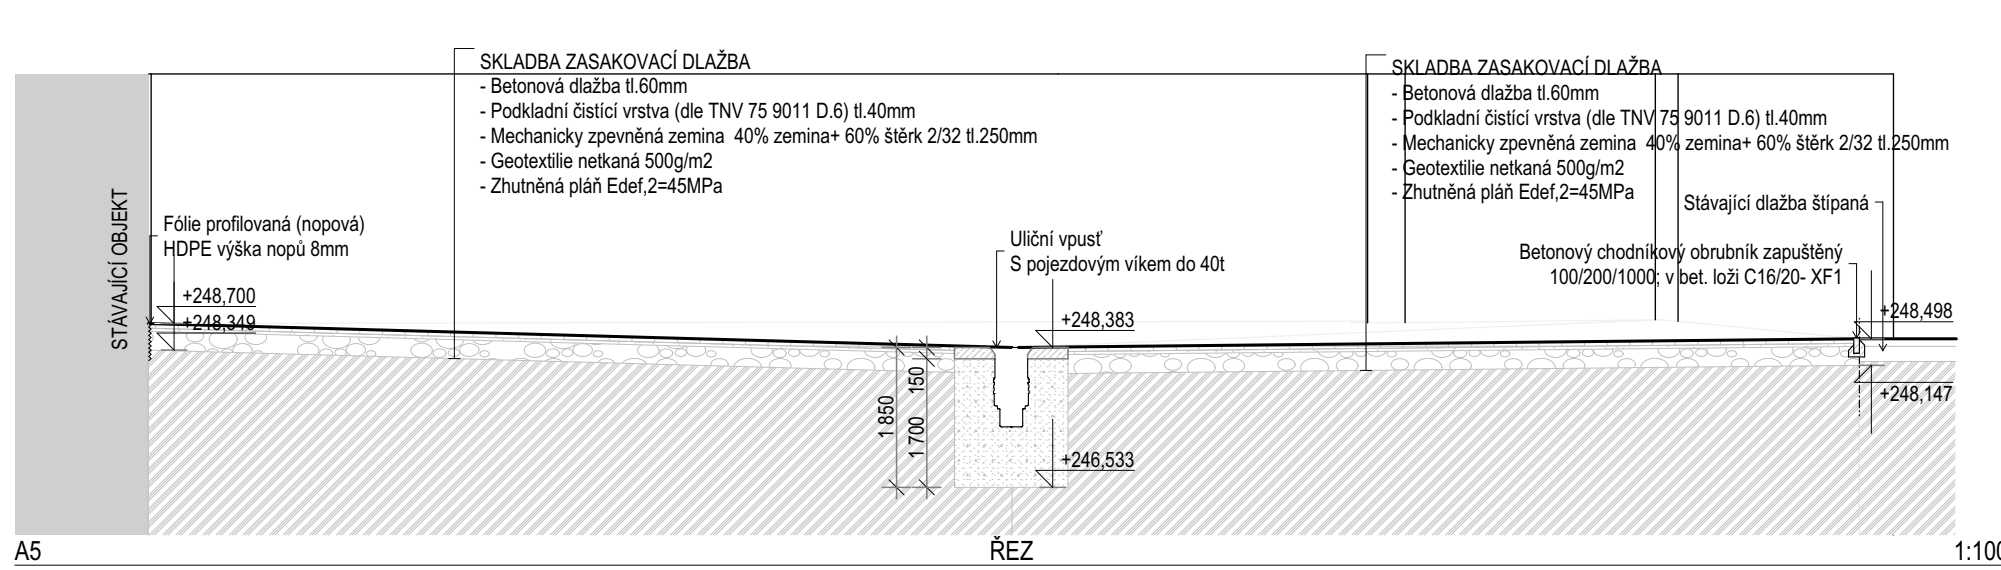 SKLADBA ZASAKOVACÍ DLAŽBA
- Betonová dlažba tl.60mm
- Podkladní čistící vrstva (dle TNV 75 9011 D.6) tl.40mm
- Mechanicky zpevněná zemina 40% zemina+ 60% štěrk 2/32 tl.250mm
- Geotextilie netkaná 500g/m2
- Zhutněná pláň Edef,2=45MPa
SKLADBA ZASAKOVACÍ DLAŽBA
- Betonová dlažba tl.60mm
- Podkladní čistící vrstva (dle TNV 75 9011 D.6) tl.40mm
- Mechanicky zpevněná zemina 40% zemina+ 60% štěrk 2/32 tl.250mm
- Geotextilie netkaná 500g/m2
- Zhutněná pláň Edef,2=45MPa
STÁVAJÍCÍ OBJEKT
Fólie profilovaná (nopová)
HDPE výška nopů 8mm
Uliční vpusť
S pojezdovým víkem do 40t
Stávající dlažba štípaná
Betonový chodníkový obrubník zapuštěný
100/200/1000; v bet. loži C16/20- XF1
+248,700
+248,349
+248,383
+248,498
+248,147
1 850
150
1 700
+246,533
A5
ŘEZ
1:100